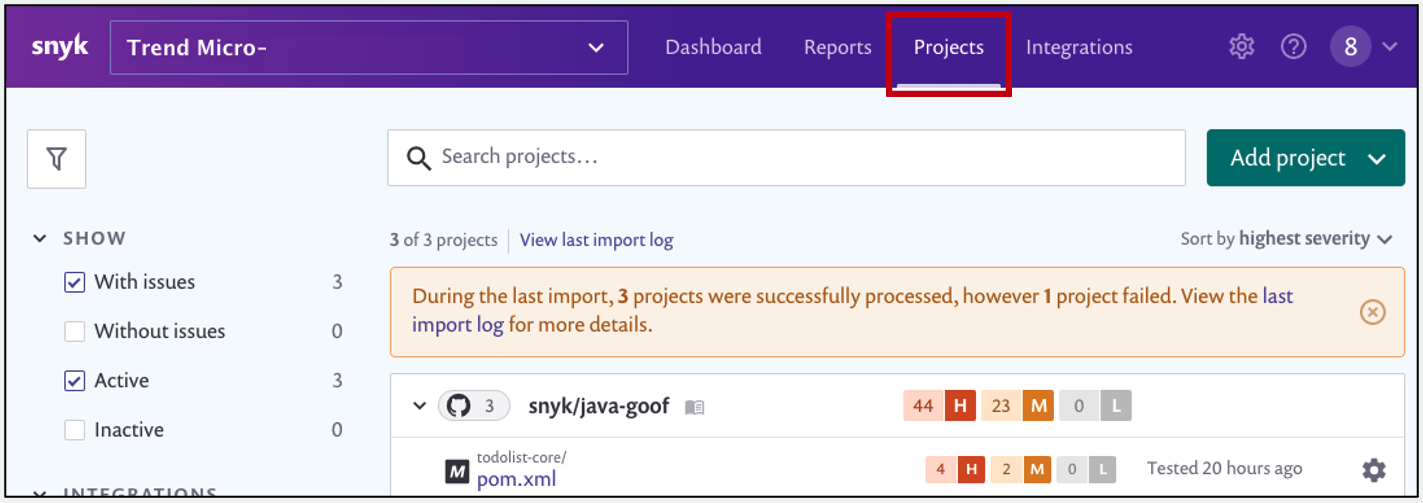 snyk
Trend Micro-
Dashboard
Reports
Projects
Integrations
8
Search projects...
Add project
SHOW
With issues 3
Without issues 0
Active 3
Inactive 0
INTEGRATIONS
3 of 3 projects
View last import log
Sort by highest severity
During the last import, 3 projects were successfully processed, however 1 project failed. View the last
import log for more details.
3 snyk/java-goof 44 H 23 M 0 L
M todolist-core/
pom.xml 4 H 2 M 0 L Tested 20 hours ago